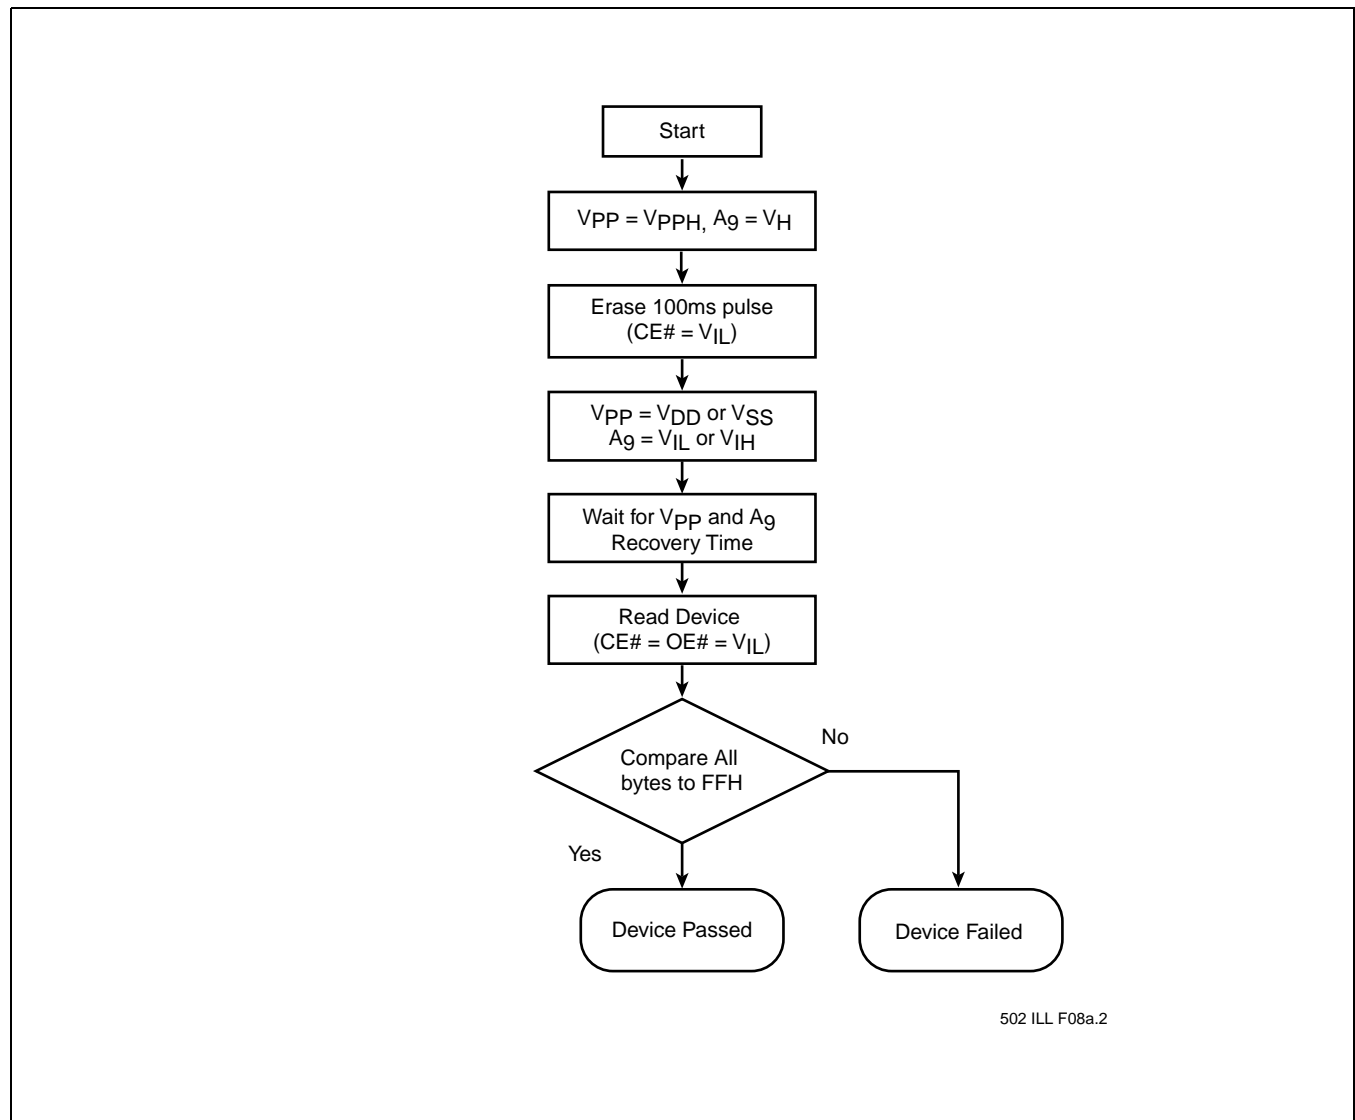 Start
VPP = VPPH, A9 = VH
Erase 100ms pulse
(CE# = VIL)
VPP = VDD or VSS
A9 = VIL or VIH
Wait for VPP and A9
Recovery Time
Read Device
(CE# = OE# = VIL)
No
Compare All
bytes to FFH
Yes
Device Passed
Device Failed
502 ILL F08a.2